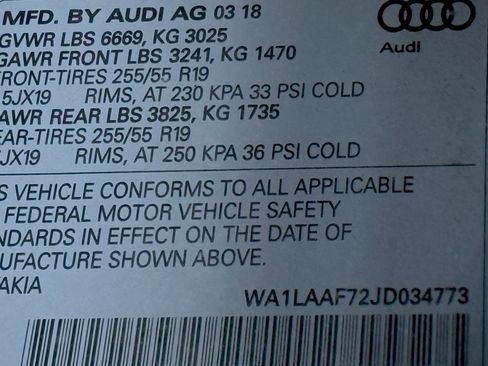 MFD. BY AUDI AG 03 18
GVWR LBS 6669, KG 3025
GAWR FRONT LBS 3241, KG 1470
FRONT-TIRES 255/55 R19
5JX19 RIMS, AT 230 KPA 33 PSI COLD
AWR REAR LBS 3825, KG 1735
EAR-TIRES 255/55 R19
JX19 RIMS, AT 250 KPA 36 PSI COLD
S VEHICLE CONFORMS TO ALL APPLICABLE
FEDERAL MOTOR VEHICLE SAFETY
NDARDS IN EFFECT ON THE DATE OF
NUFACTURE SHOWN ABOVE.
AKIA
WA1LAAF72JD034773
Audi